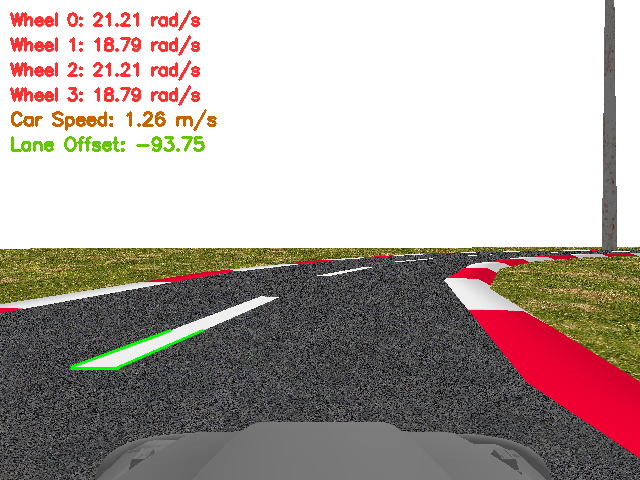 Wheel 0: 21.21 rad/s
Wheel 1: 18.79 rad/s
Wheel 2: 21.21 rad/s
Wheel 3: 18.79 rad/s
Car Speed: 1.26 m/s
Lane Offset: -93.75